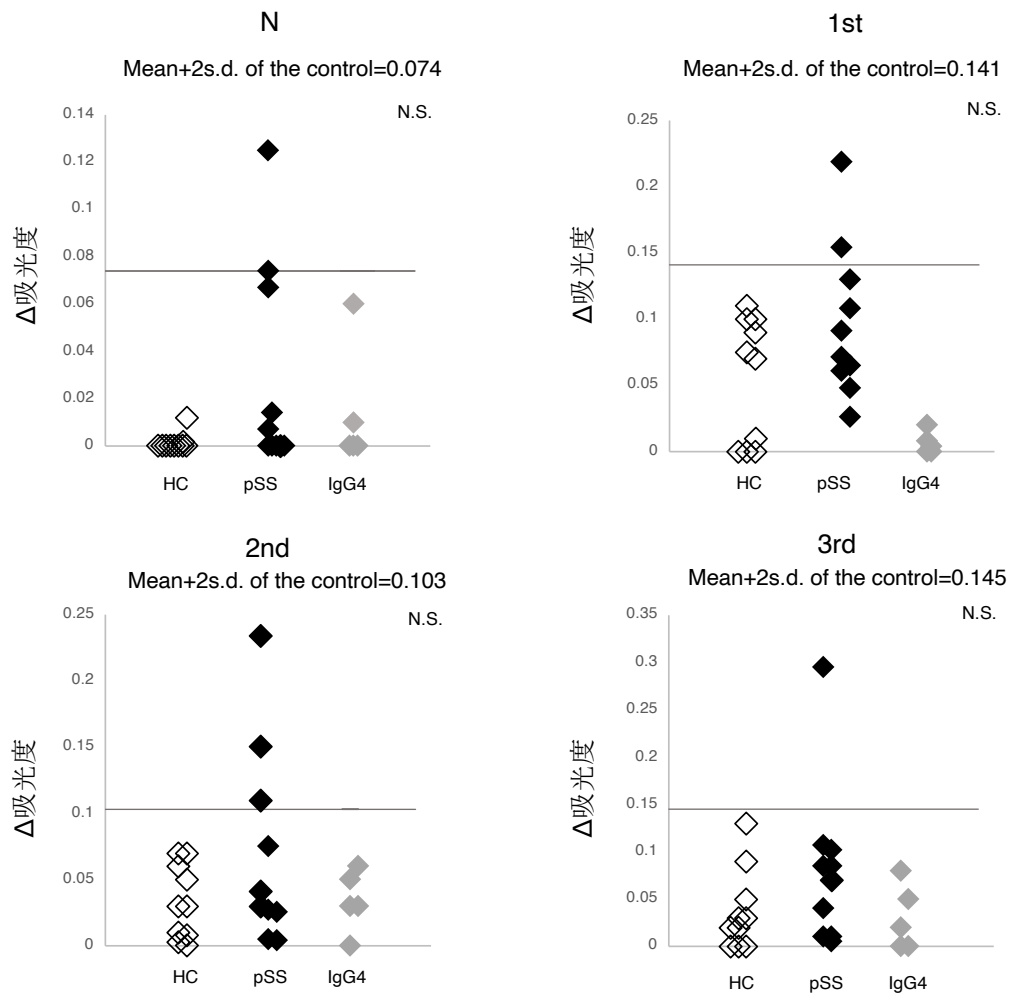 N
Mean+2s.d. of the control=0.074
N.S.
Δ吸光度
0.14
0.12
0.1
0.08
0.06
0.04
0.02
0
HC
pSS
IgG4
1st
Mean+2s.d. of the control=0.141
N.S.
Δ吸光度
0.25
0.2
0.15
0.1
0.05
0
HC
pSS
IgG4
2nd
Mean+2s.d. of the control=0.103
N.S.
Δ吸光度
0.25
0.2
0.15
0.1
0.05
0
HC
pSS
IgG4
3rd
Mean+2s.d. of the control=0.145
N.S.
Δ吸光度
0.35
0.3
0.25
0.2
0.15
0.1
0.05
0
HC
pSS
IgG4